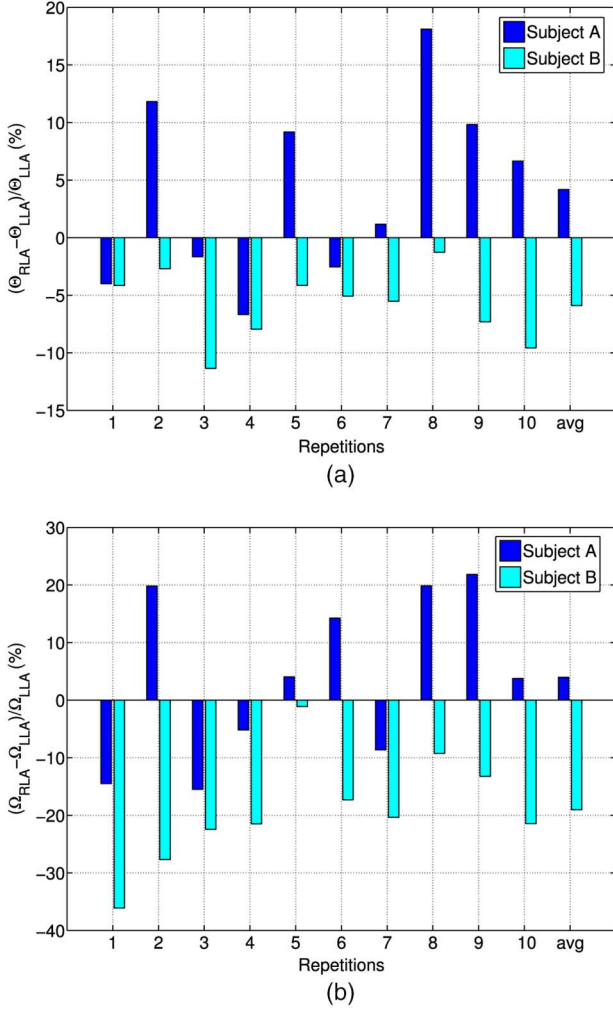 20
15
10
5
0
−5
−10
−15
(Θ_RLA−Θ_LLA)/Θ_LLA (%)
Subject A
Subject B
1 2 3 4 5 6 7 8 9 10 avg
Repetitions
(a)
30
20
10
0
−10
−20
−30
−40
(Ω_RLA−Ω_LLA)/Ω_LLA (%)
Subject A
Subject B
1 2 3 4 5 6 7 8 9 10 avg
Repetitions
(b)